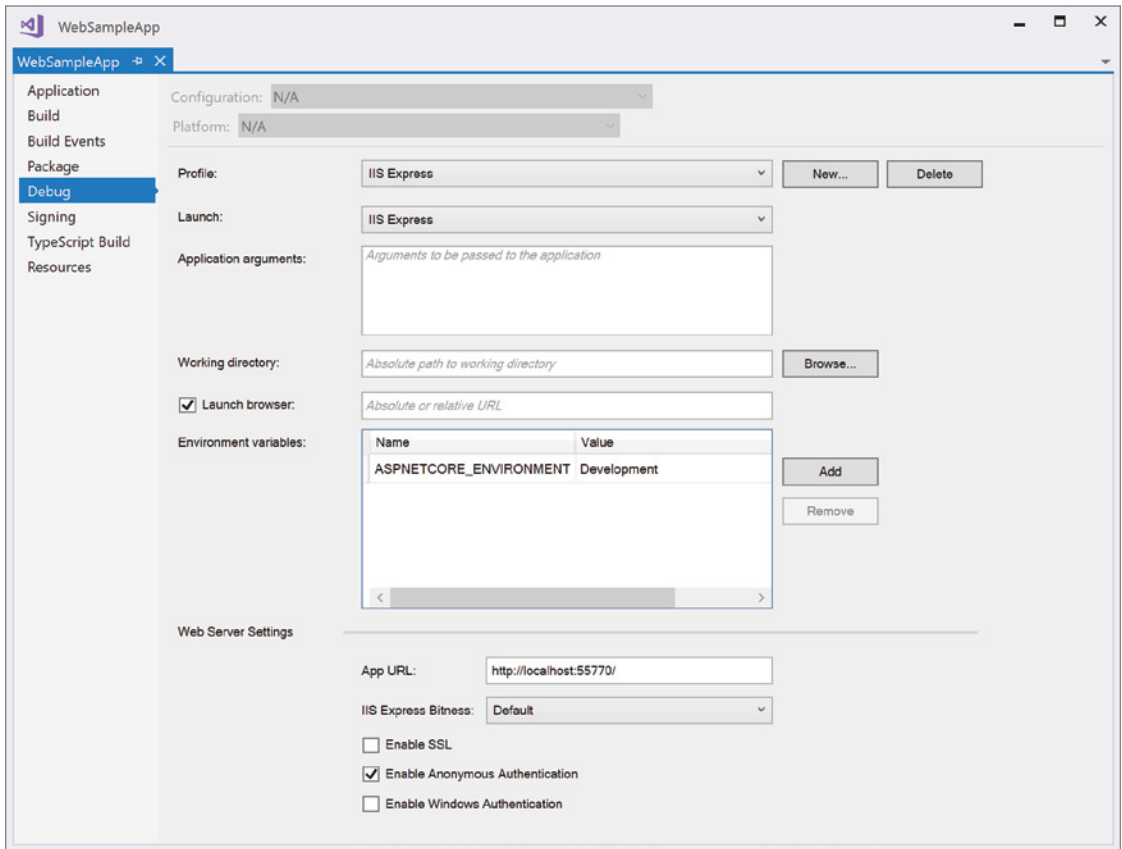 WebSampleApp
WebSampleApp
Application
Build
Build Events
Package
Debug
Signing
TypeScript Build
Resources
Configuration: N/A
Platform: N/A
Profile: IIS Express New... Delete
Launch: IIS Express
Application arguments: Arguments to be passed to the application
Working directory: Absolute path to working directory Browse...
Launch browser: Absolute or relative URL
Environment variables: Name Value
ASPNETCORE_ENVIRONMENT Development
Add
Remove
Web Server Settings
App URL: http://localhost:55770/
IIS Express Bitness: Default
Enable SSL
Enable Anonymous Authentication
Enable Windows Authentication